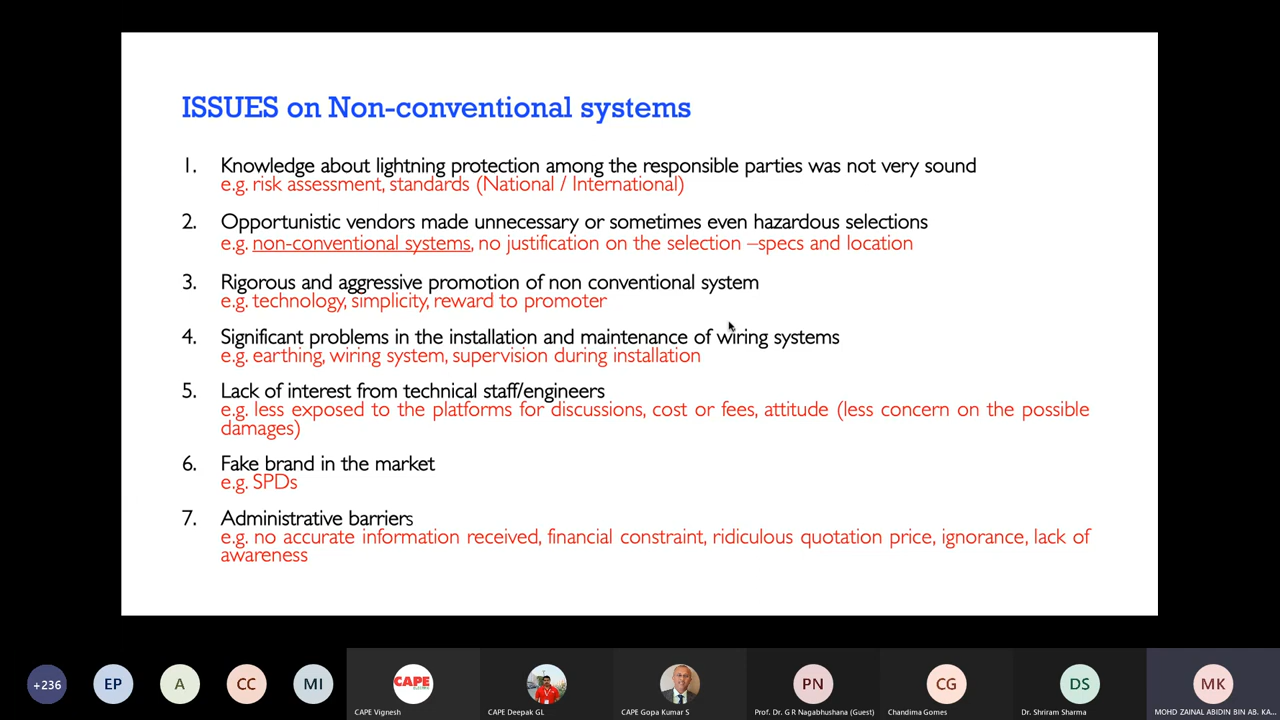 ISSUES on Non-conventional systems
1. Knowledge about lightning protection among the responsible parties was not very sound
e.g. risk assessment, standards (National / International)
2. Opportunistic vendors made unnecessary or sometimes even hazardous selections
e.g. non-conventional systems, no justification on the selection –specs and location
3. Rigorous and aggressive promotion of non conventional system
e.g. technology, simplicity, reward to promoter
4. Significant problems in the installation and maintenance of wiring systems
e.g. earthing, wiring system, supervision during installation
5. Lack of interest from technical staff/engineers
e.g. less exposed to the platforms for discussions, cost or fees, attitude (less concern on the possible
damages)
6. Fake brand in the market
e.g. SPDs
7. Administrative barriers
e.g. no accurate information received, financial constraint, ridiculous quotation price, ignorance, lack of
awareness
+236 EP A CC MI CAPE PN CG DS MK
CAPE Vignesh CAPE Deepak GL CAPE Gopa Kumar S Prof. Dr. G R Nagabhushana (Guest) Chandima Gomes Dr. Shriram Sharma MOHD ZAINAL ABIDIN BIN AB. KA...